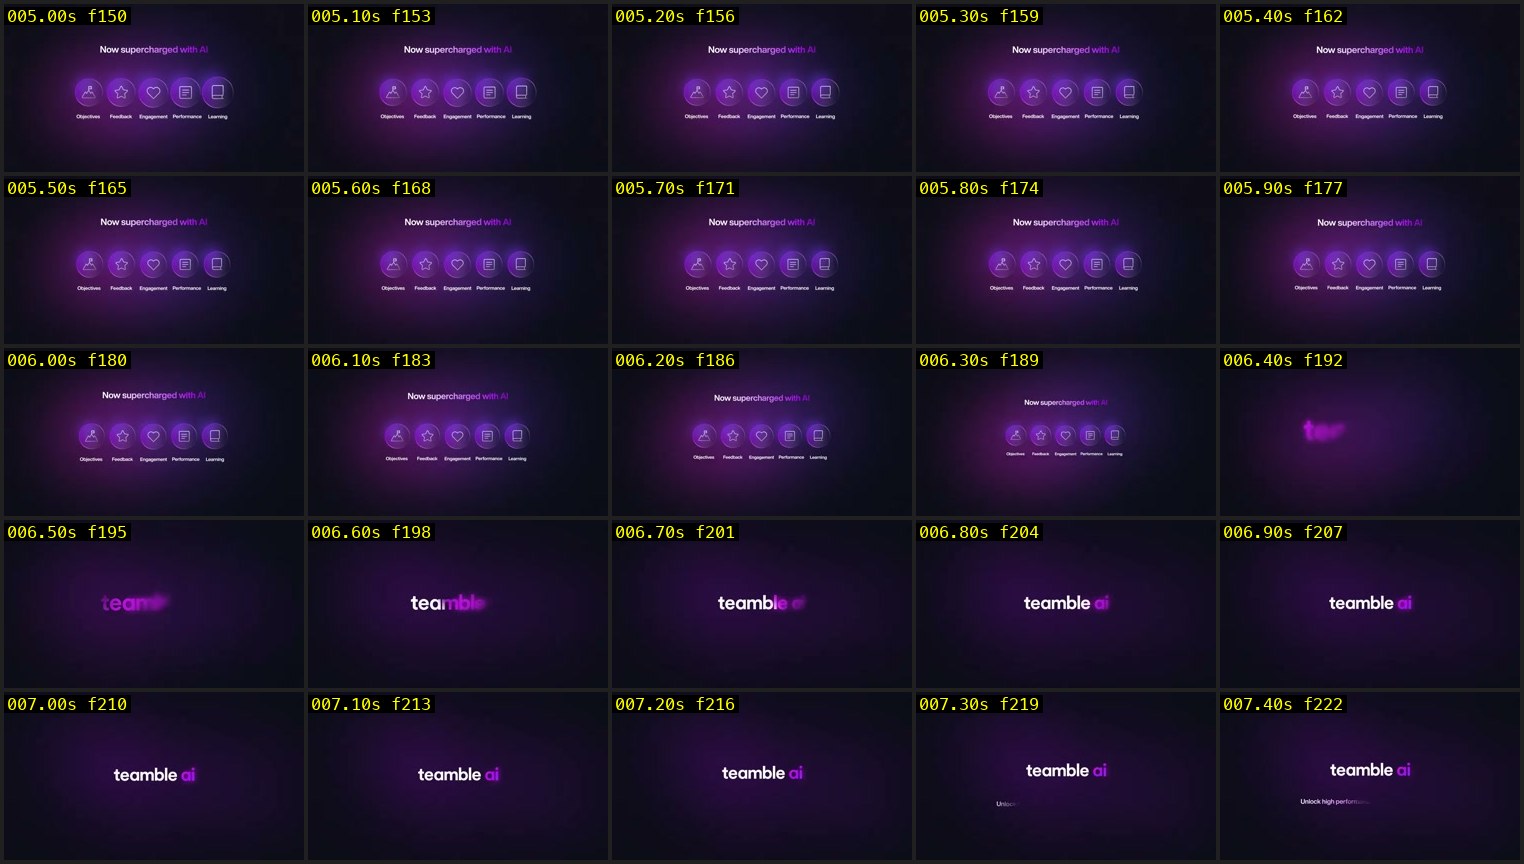 005.00s f150
Now supercharged with AI
Objectives Feedback Engagement Performance Learning
005.10s f153
Now supercharged with AI
Objectives Feedback Engagement Performance Learning
005.20s f156
Now supercharged with AI
Objectives Feedback Engagement Performance Learning
005.30s f159
Now supercharged with AI
Objectives Feedback Engagement Performance Learning
005.40s f162
Now supercharged with AI
Objectives Feedback Engagement Performance Learning
005.50s f165
Now supercharged with AI
Objectives Feedback Engagement Performance Learning
005.60s f168
Now supercharged with AI
Objectives Feedback Engagement Performance Learning
005.70s f171
Now supercharged with AI
Objectives Feedback Engagement Performance Learning
005.80s f174
Now supercharged with AI
Objectives Feedback Engagement Performance Learning
005.90s f177
Now supercharged with AI
Objectives Feedback Engagement Performance Learning
006.00s f180
Now supercharged with AI
Objectives Feedback Engagement Performance Learning
006.10s f183
Now supercharged with AI
Objectives Feedback Engagement Performance Learning
006.20s f186
Now supercharged with AI
Objectives Feedback Engagement Performance Learning
006.30s f189
Now supercharged with AI
Objectives Feedback Engagement Performance Learning
006.40s f192
006.50s f195
006.60s f198
teamble
006.70s f201
teamble ai
006.80s f204
teamble ai
006.90s f207
teamble ai
007.00s f210
teamble ai
007.10s f213
teamble ai
007.20s f216
teamble ai
007.30s f219
teamble ai
007.40s f222
teamble ai
Unlock high